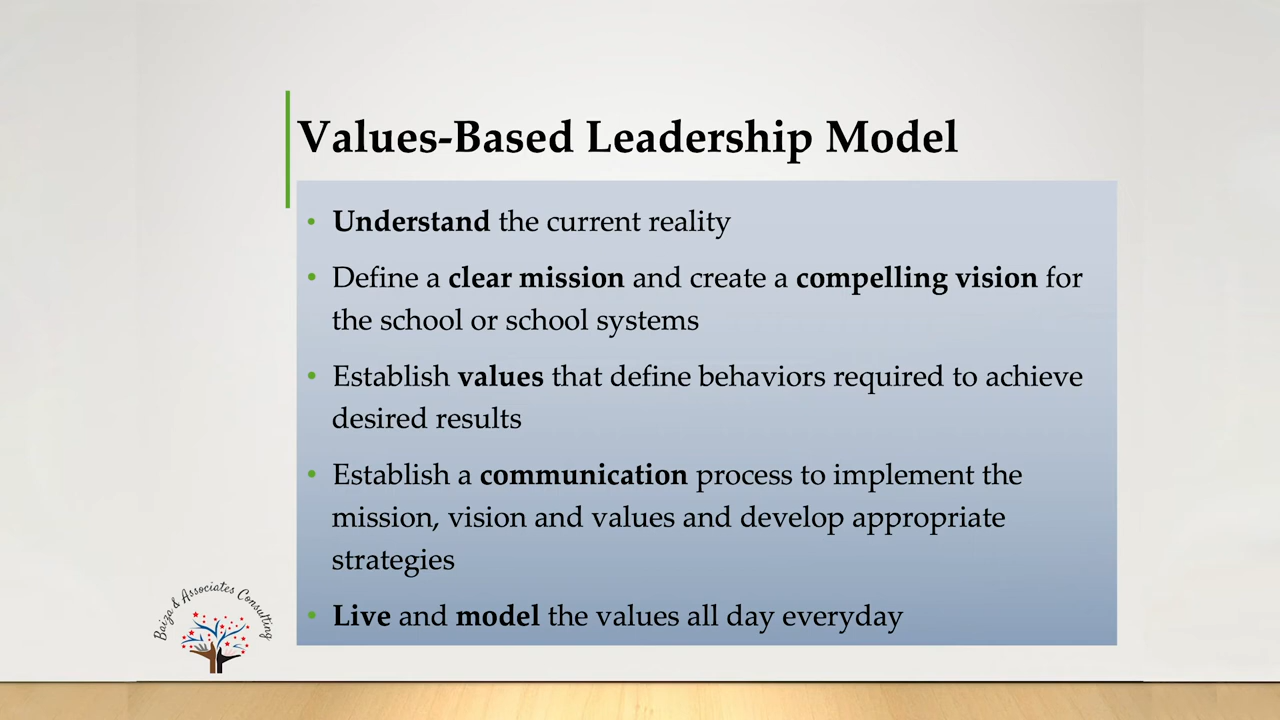 Values-Based Leadership Model
• Understand the current reality
• Define a clear mission and create a compelling vision for
the school or school systems
• Establish values that define behaviors required to achieve
desired results
• Establish a communication process to implement the
mission, vision and values and develop appropriate
strategies
• Live and model the values all day everyday
Baiza & Associates Consulting